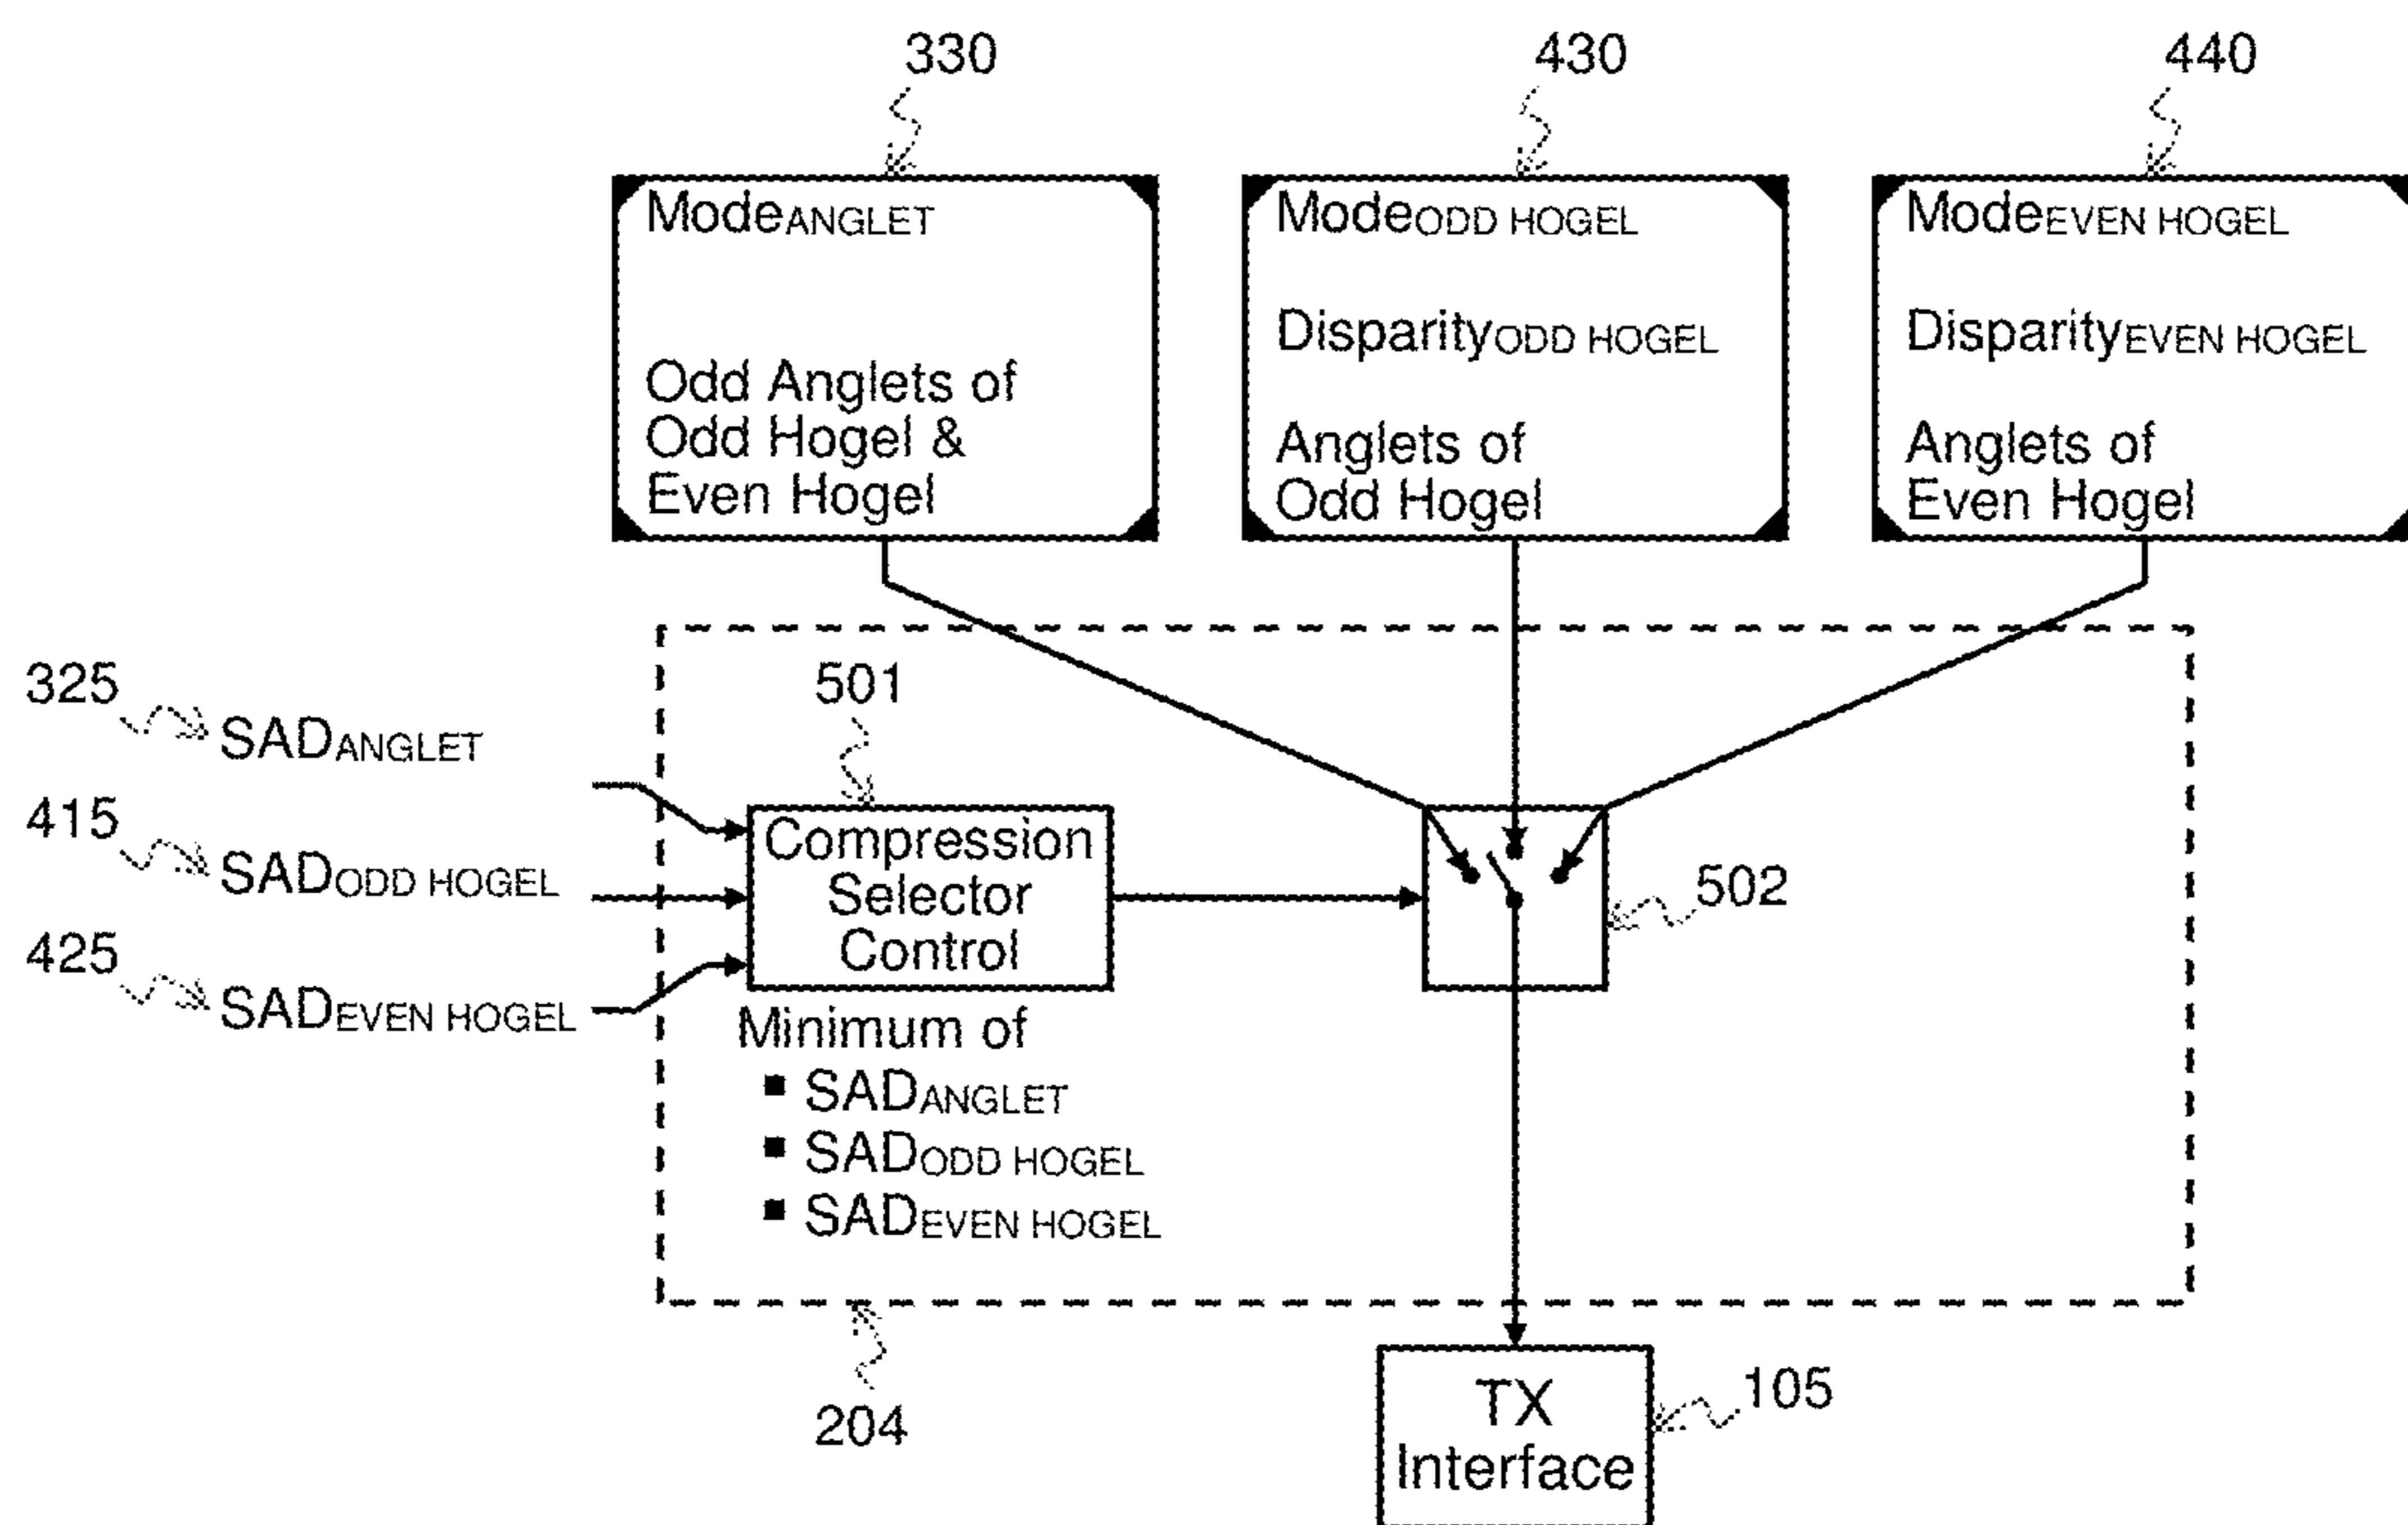 330
430
440
ModeANGLET
Odd Anglets of
Odd Hogel &
Even Hogel
ModeODD HOGEL
DisparityODD HOGEL
Anglets of
Odd Hogel
ModeEVEN HOGEL
DisparityEVEN HOGEL
Anglets of
Even Hogel
325
SADANGLET
415
SADODD HOGEL
425
SADEVEN HOGEL
501
Compression
Selector
Control
Minimum of
▪ SADANGLET
▪ SADODD HOGEL
▪ SADEVEN HOGEL
502
204
TX
Interface
105